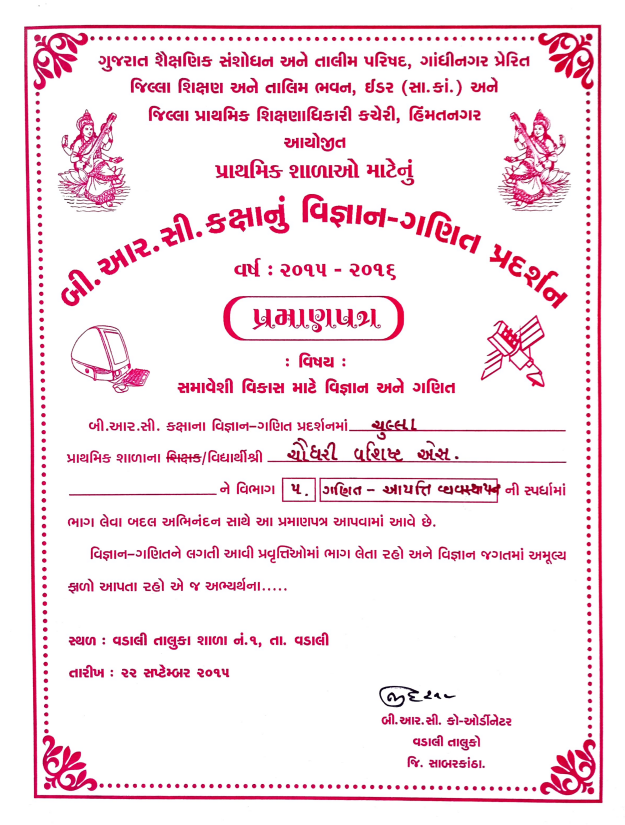 ગુજરાત શૈક્ષણિક સંશોધન અને તાલીમ પરિષદ, ગાંધીનગર પ્રેરિત
જિલ્લા શિક્ષણ અને તાલિમ ભવન, ઈડર (સા.કાં.) અને
જિલ્લા પ્રાથમિક શિક્ષણાધિકારી કચેરી, હિંમતનગર
આયોજીત
પ્રાથમિક શાળાઓ માટેનું
બી.આર.સી.કક્ષાનું વિજ્ઞાન-ગણિત પ્રદર્શન
વર્ષ : ૨૦૧૫ - ૨૦૧૬
પ્રમાણપત્ર
: વિષય :
સમાવેશી વિકાસ માટે વિજ્ઞાન અને ગણિત
બી.આર.સી. કક્ષાના વિજ્ઞાન-ગણિત પ્રદર્શનમાં ચુલ્લા
પ્રાથમિક શાળાના શિક્ષક/વિદ્યાર્થીશ્રી ચૌધરી વશિષ્ટ એસ.
ને વિભાગ ૫. ગણિત - આપત્તિ વ્યવસ્થાપન ની સ્પર્ધામાં
ભાગ લેવા બદલ અભિનંદન સાથે આ પ્રમાણપત્ર આપવામાં આવે છે.
વિજ્ઞાન-ગણિતને લગતી આવી પ્રવૃત્તિઓમાં ભાગ લેતા રહો અને વિજ્ઞાન જગતમાં અમૂલ્ય
ફાળો આપતા રહો એ જ અભ્યર્થના.....
સ્થળ : વડાલી તાલુકા શાળા નં.૧, તા. વડાલી
તારીખ : ૨૨ સપ્ટેમ્બર ૨૦૧૫
બી.આર.સી. કો-ઓર્ડીનેટર
વડાલી તાલુકો
જિ. સાબરકાંઠા.